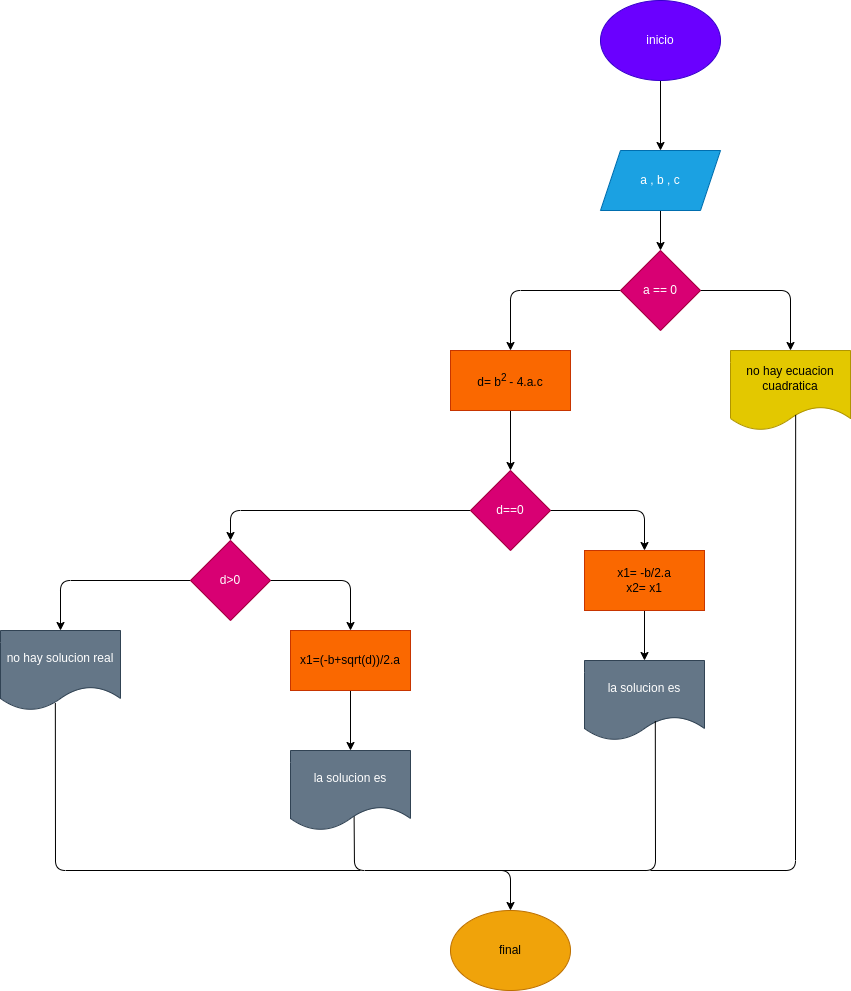 inicio
a , b , c
a == 0
no hay ecuacion
cuadratica
d= b2 - 4.a.c
d==0
d>0
x1= -b/2.a
x2= x1
no hay solucion real
x1=(-b+sqrt(d))/2.a
la solucion es
la solucion es
final